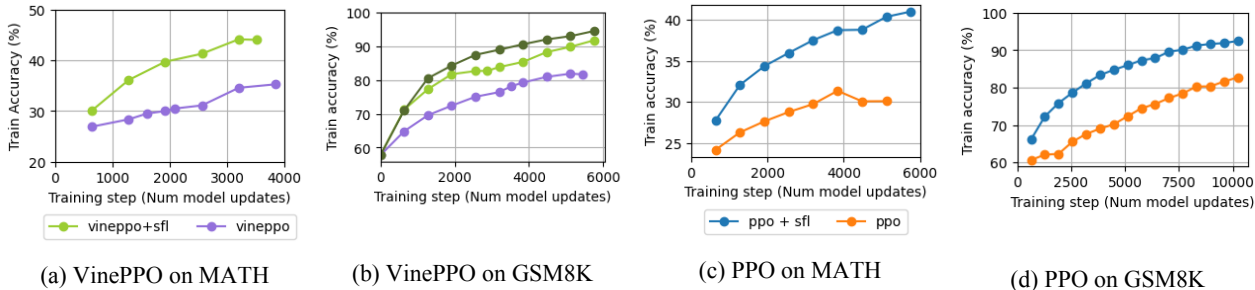 50
40
30
20
0 1000 2000 3000 4000
Train Accuracy (%)
Training step (Num model updates)
vineppo+sfl vineppo
(a) VinePPO on MATH
100
90
80
70
60
0 1000 2000 3000 4000 5000 6000
Train accuracy (%)
Training step (Num model updates)
(b) VinePPO on GSM8K
40
35
30
25
0 2000 4000 6000
Train accuracy (%)
Training step (Num model updates)
ppo + sfl ppo
(c) PPO on MATH
100
90
80
70
60
0 2500 5000 7500 10000
Train accuracy (%)
Training step (Num model updates)
(d) PPO on GSM8K